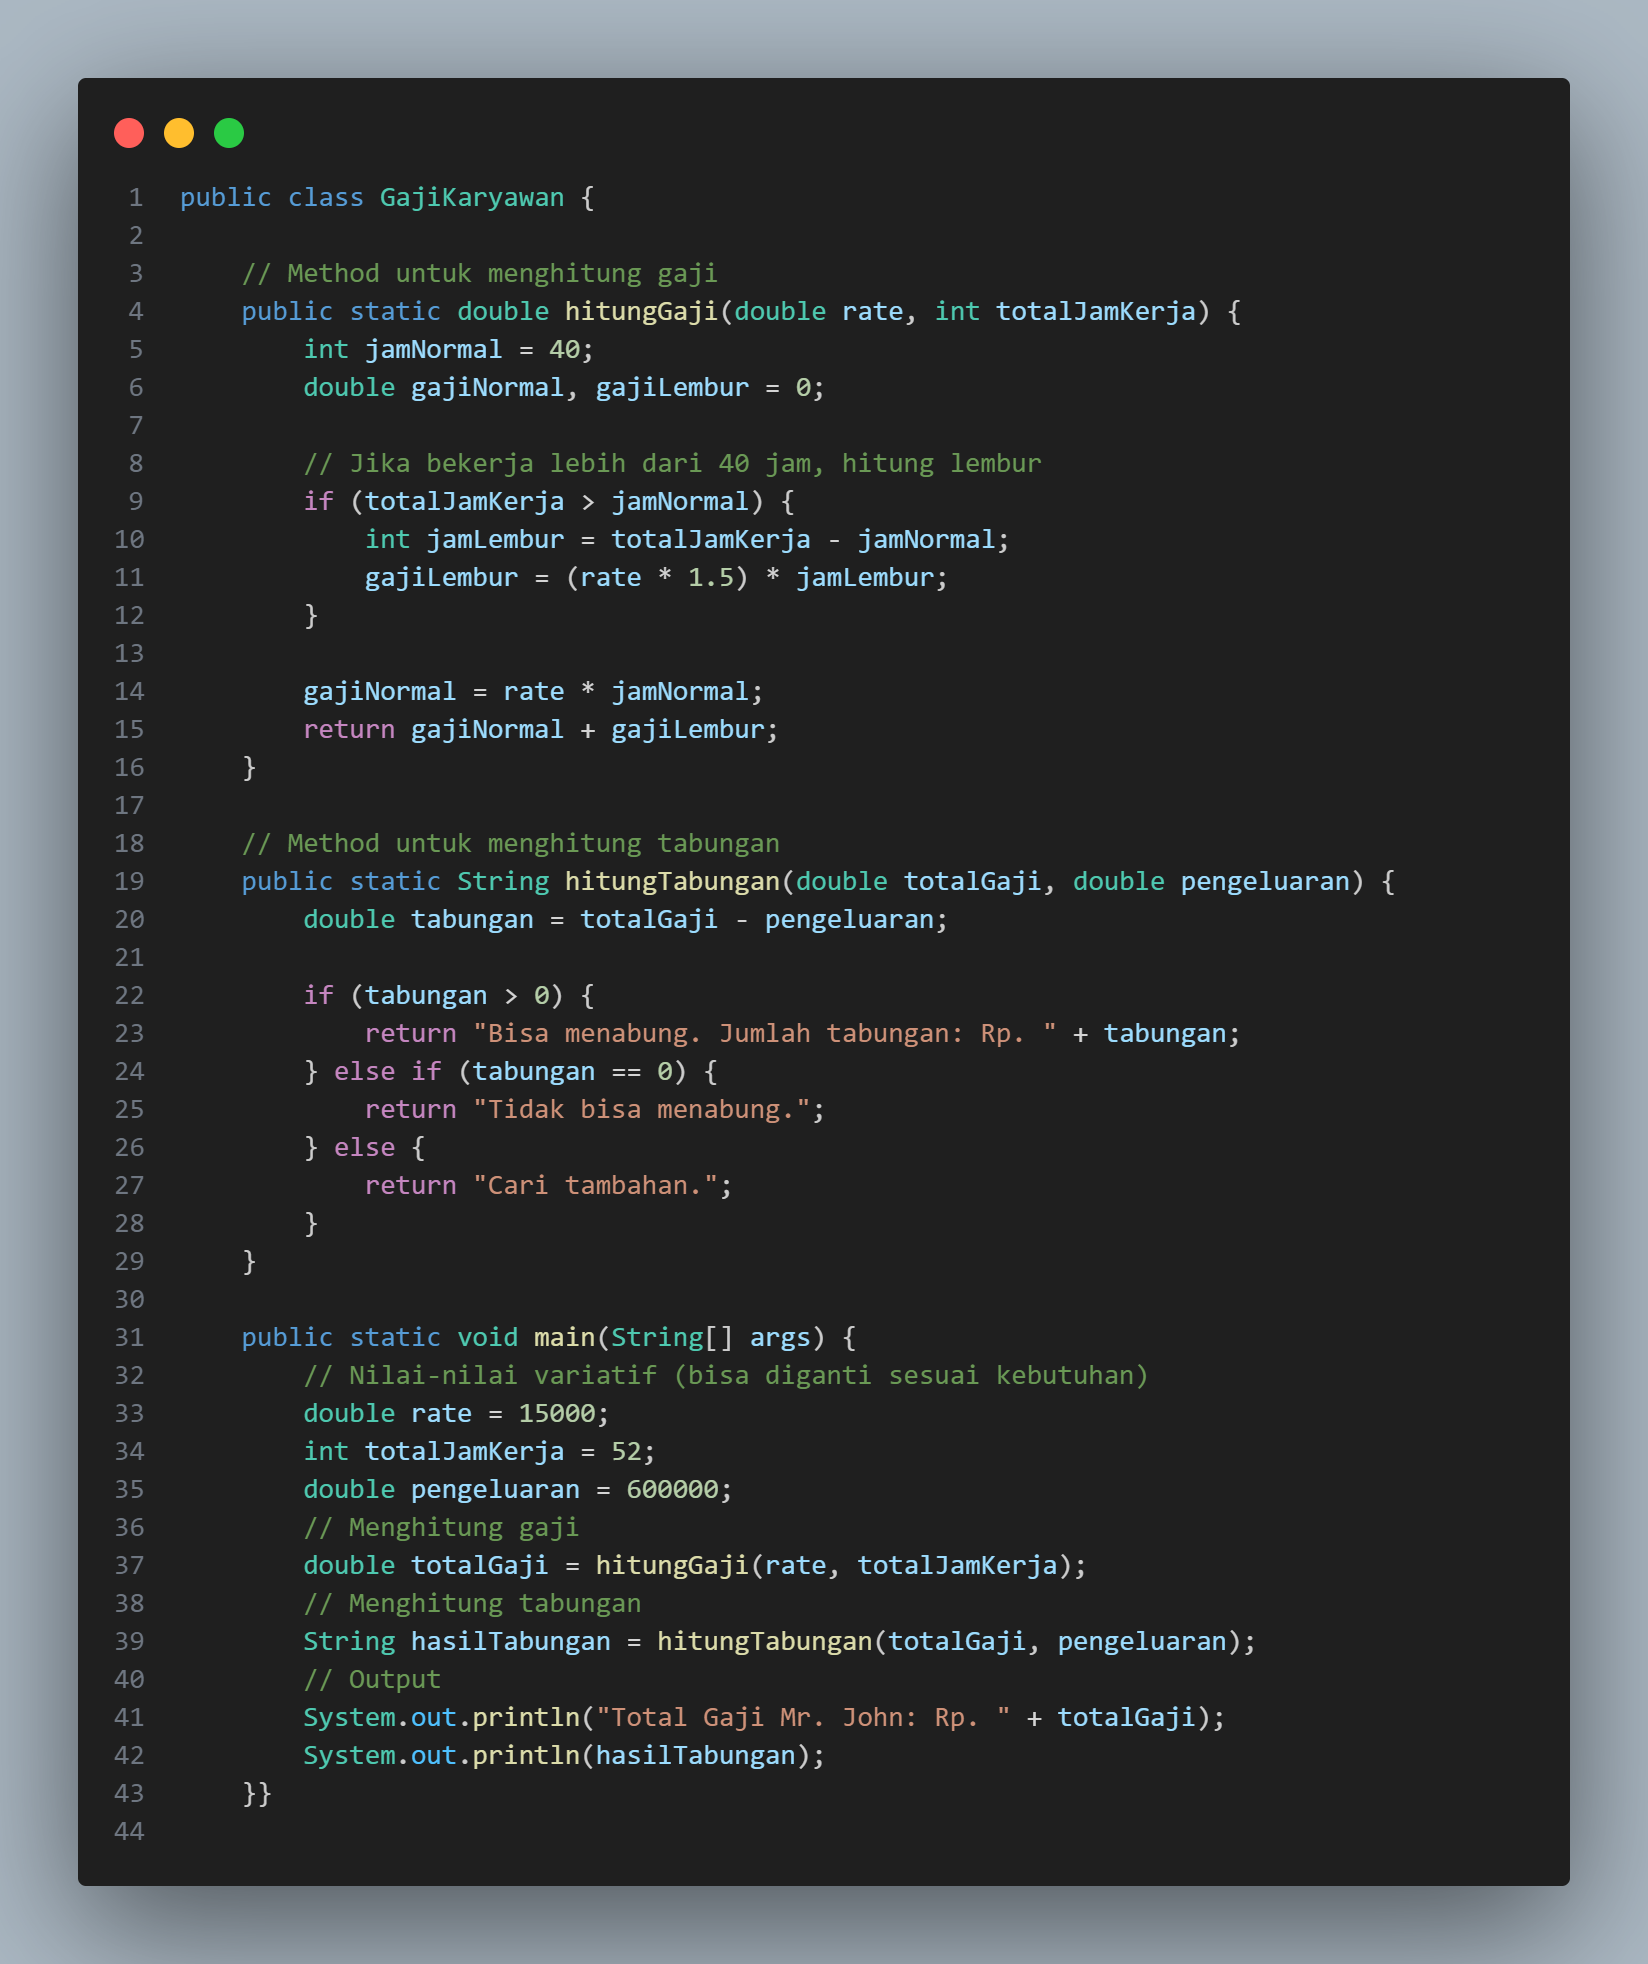 1 public class GajiKaryawan {
2
3     // Method untuk menghitung gaji
4     public static double hitungGaji(double rate, int totalJamKerja) {
5         int jamNormal = 40;
6         double gajiNormal, gajiLembur = 0;
7
8         // Jika bekerja lebih dari 40 jam, hitung lembur
9         if (totalJamKerja > jamNormal) {
10             int jamLembur = totalJamKerja - jamNormal;
11             gajiLembur = (rate * 1.5) * jamLembur;
12         }
13
14         gajiNormal = rate * jamNormal;
15         return gajiNormal + gajiLembur;
16     }
17
18     // Method untuk menghitung tabungan
19     public static String hitungTabungan(double totalGaji, double pengeluaran) {
20         double tabungan = totalGaji - pengeluaran;
21
22         if (tabungan > 0) {
23             return "Bisa menabung. Jumlah tabungan: Rp. " + tabungan;
24         } else if (tabungan == 0) {
25             return "Tidak bisa menabung.";
26         } else {
27             return "Cari tambahan.";
28         }
29     }
30
31     public static void main(String[] args) {
32         // Nilai-nilai variatif (bisa diganti sesuai kebutuhan)
33         double rate = 15000;
34         int totalJamKerja = 52;
35         double pengeluaran = 600000;
36         // Menghitung gaji
37         double totalGaji = hitungGaji(rate, totalJamKerja);
38         // Menghitung tabungan
39         String hasilTabungan = hitungTabungan(totalGaji, pengeluaran);
40         // Output
41         System.out.println("Total Gaji Mr. John: Rp. " + totalGaji);
42         System.out.println(hasilTabungan);
43     }}
44